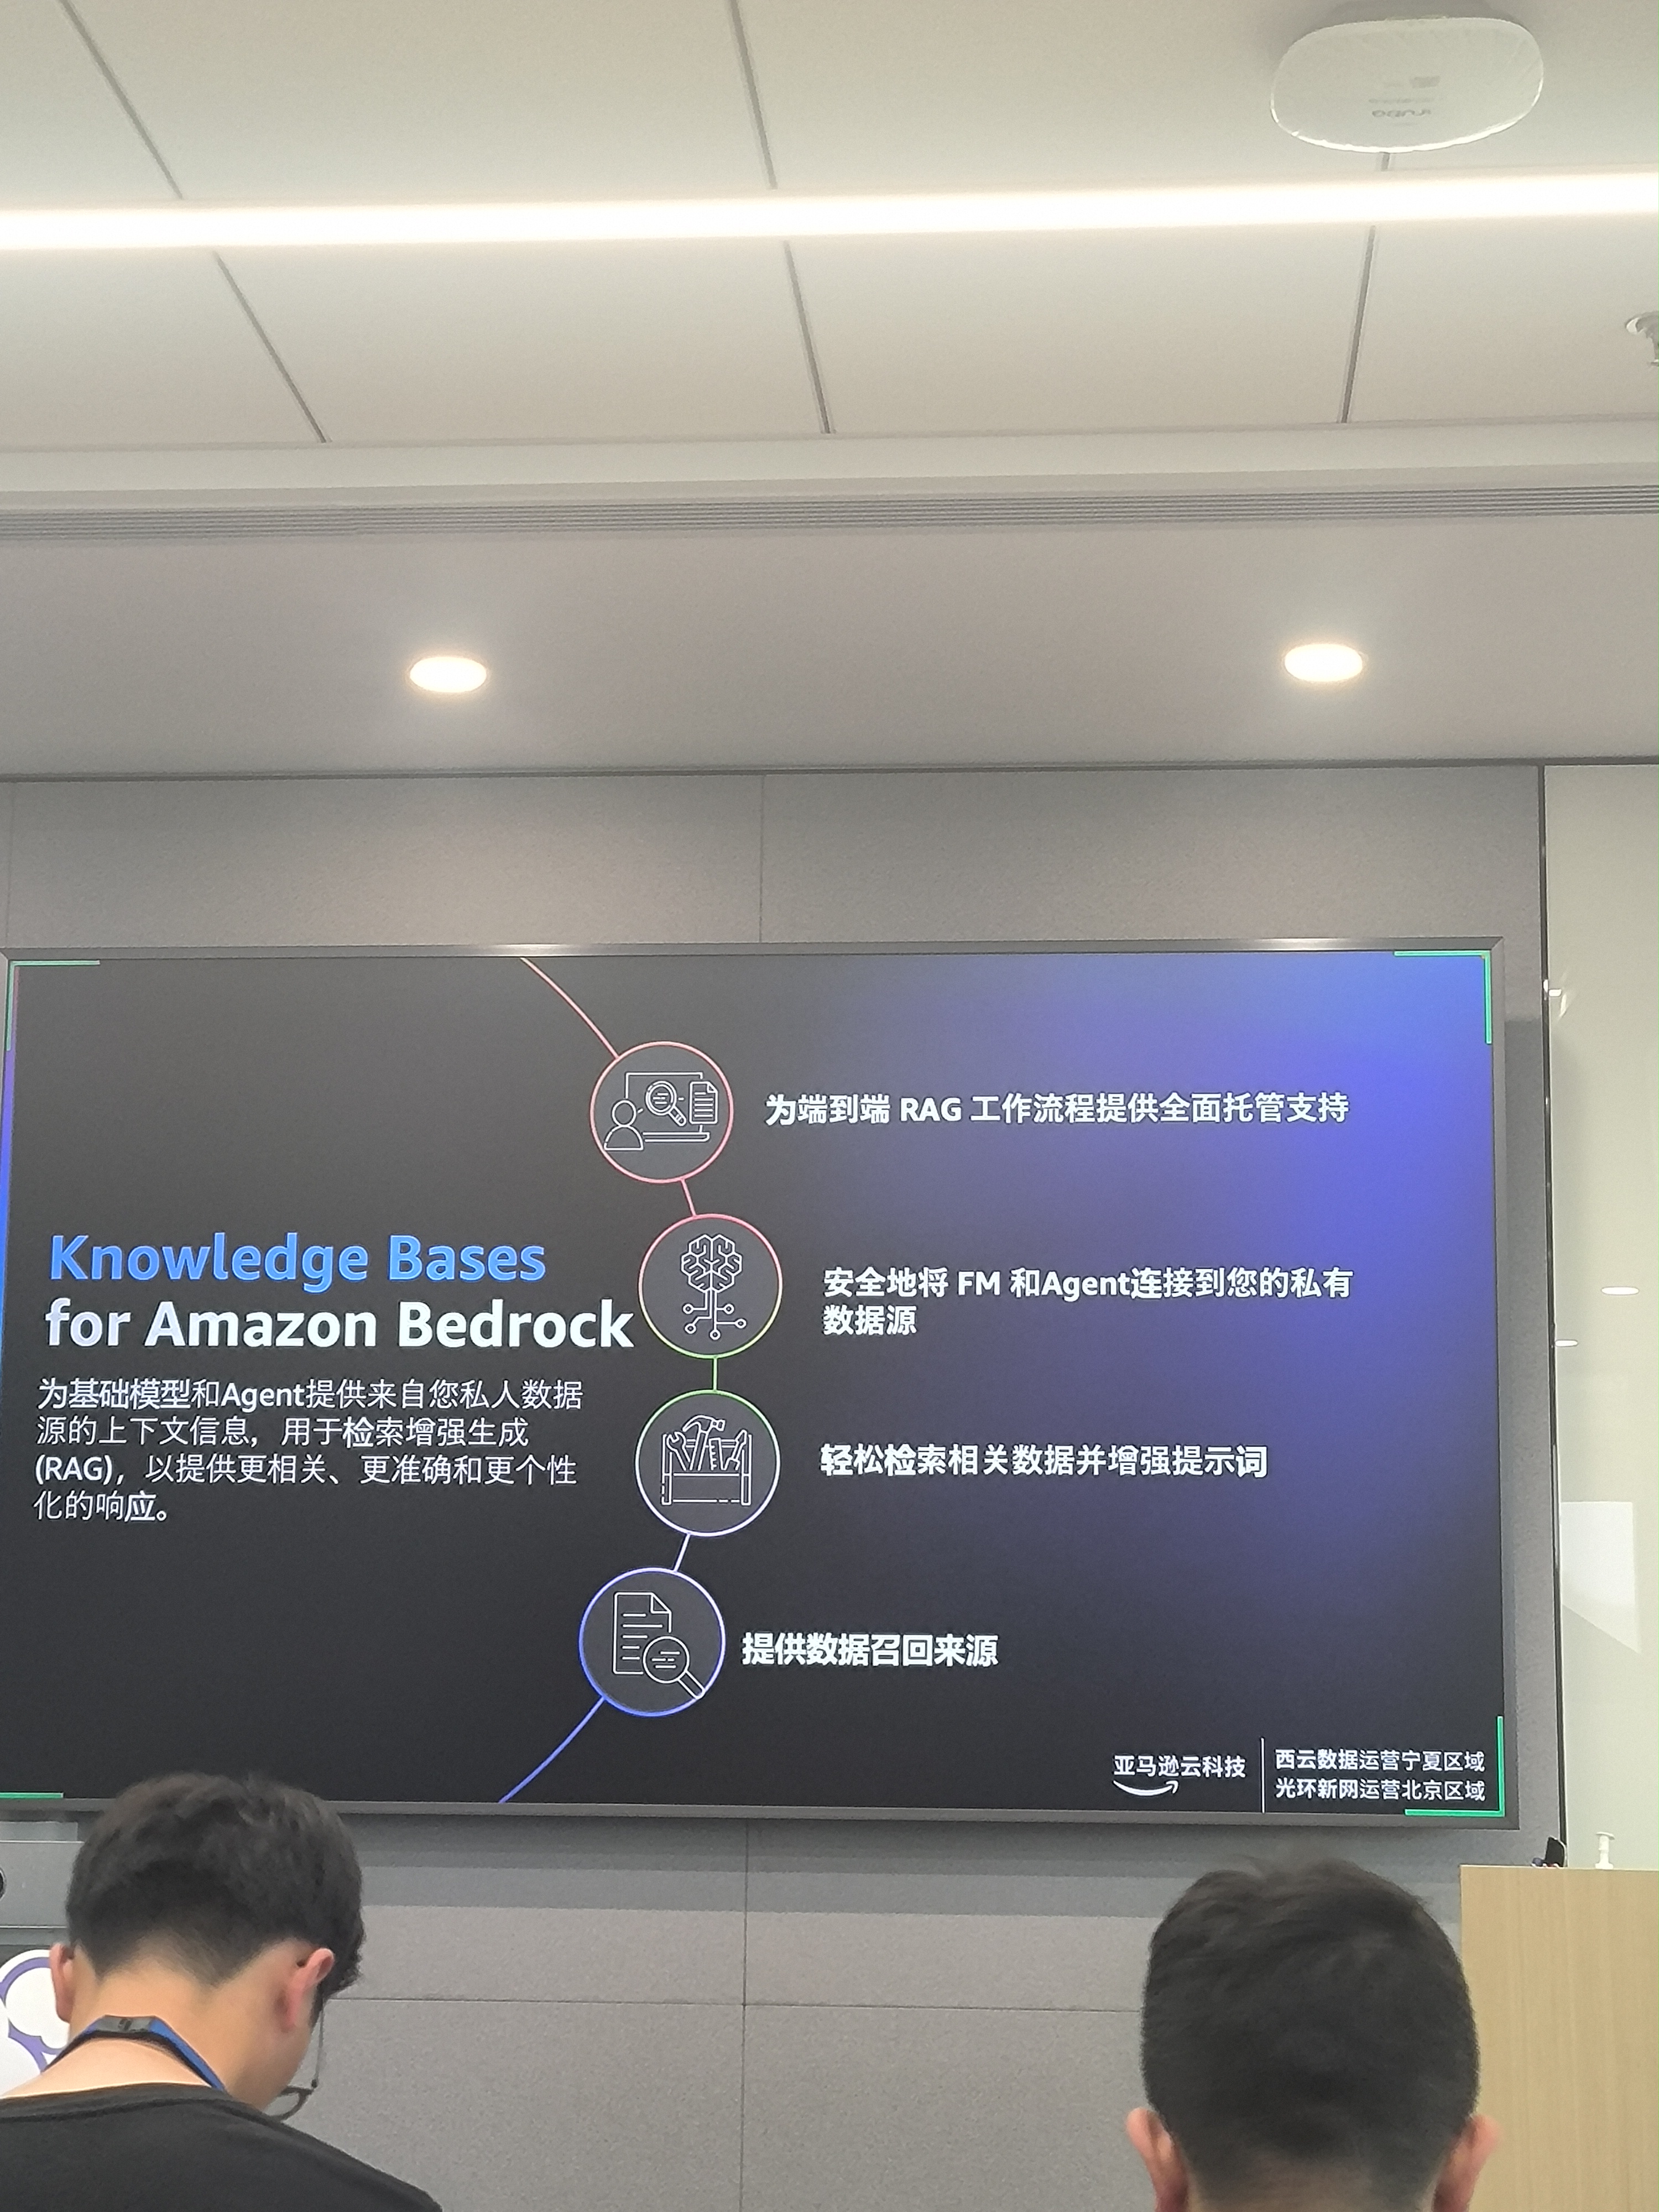 Knowledge Bases
for Amazon Bedrock
为基础模型和Agent提供来自您私人数据
源的上下文信息，用于检索增强生成
(RAG)，以提供更相关、更准确和更个性
化的响应。
为端到端 RAG 工作流程提供全面托管支持
安全地将 FM 和Agent连接到您的私有
数据源
轻松检索相关数据并增强提示词
提供数据召回来源
亚马逊云科技
西云数据运营宁夏区域
光环新网运营北京区域